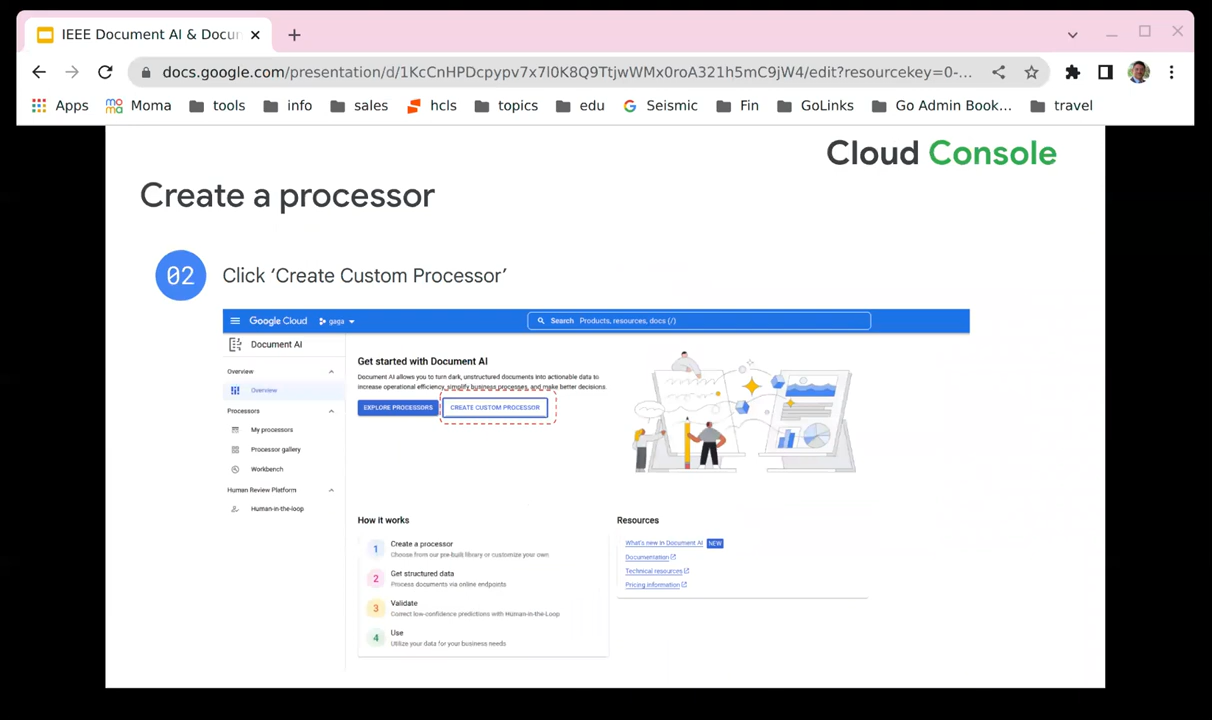 IEEE Document AI & Docum
docs.google.com/presentation/d/1KcCnHPDcpypv7x7l0K8Q9TtjwWMx0roA321h5mC9jW4/edit?resourcekey=0-...
Apps
Moma
tools
info
sales
hcls
topics
edu
Seismic
Fin
GoLinks
Go Admin Book...
travel
Cloud Console
Create a processor
02
Click ‘Create Custom Processor’
Google Cloud
gaga
Search Products, resources, docs (/)
Document AI
Overview
Overview
Processors
My processors
Processor gallery
Workbench
Human Review Platform
Human-in-the-loop
Get started with Document AI
Document AI allows you to turn dark, unstructured documents into actionable data to
increase operational efficiency, simplify business processes, and make better decisions.
EXPLORE PROCESSORS
CREATE CUSTOM PROCESSOR
How it works
1
Create a processor
Choose from our pre-built library or customize your own
2
Get structured data
Process documents via online endpoints
3
Validate
Correct low-confidence predictions with Human-in-the-Loop
4
Use
Utilize your data for your business needs
Resources
What's new in Document AI NEW
Documentation
Technical resources
Pricing information